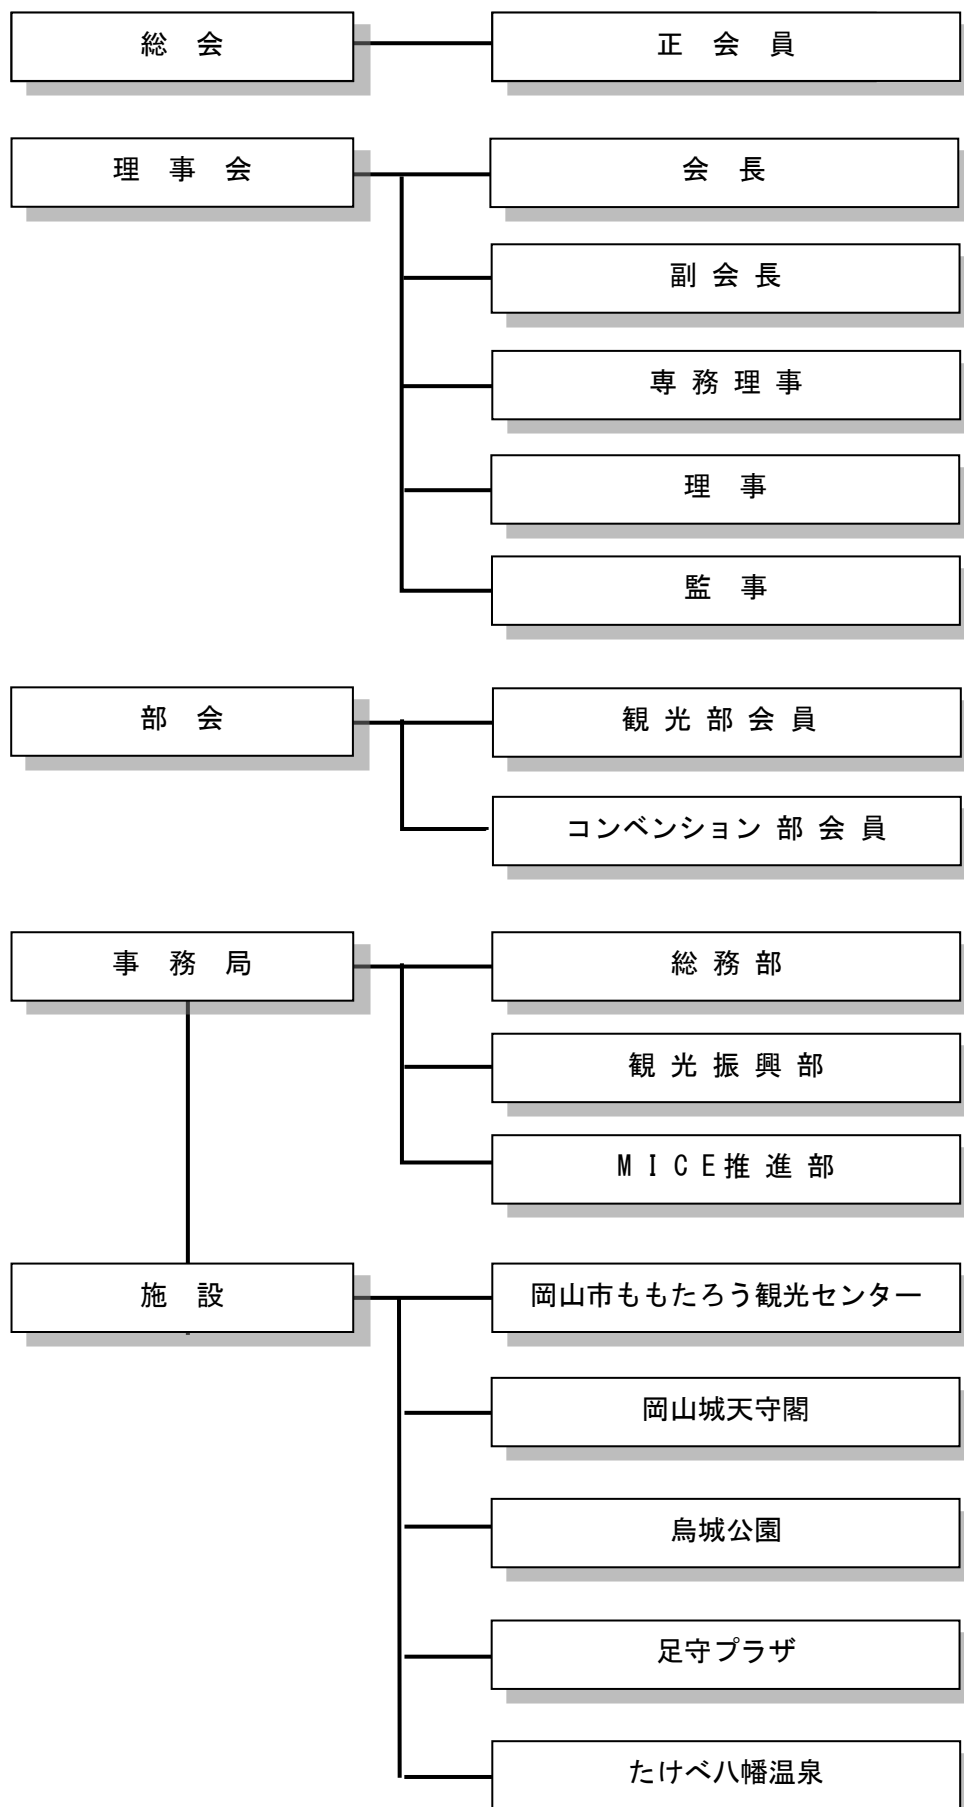 総 会
正 会 員
理 事 会
会 長
副 会 長
専 務 理 事
理 事
監 事
部 会
観 光 部 会 員
コンベンション 部 会 員
事 務 局
総 務 部
観 光 振 興 部
M I C E 推 進 部
施 設
岡山市ももたろう観光センター
岡山城天守閣
烏城公園
足守プラザ
たけべ八幡温泉